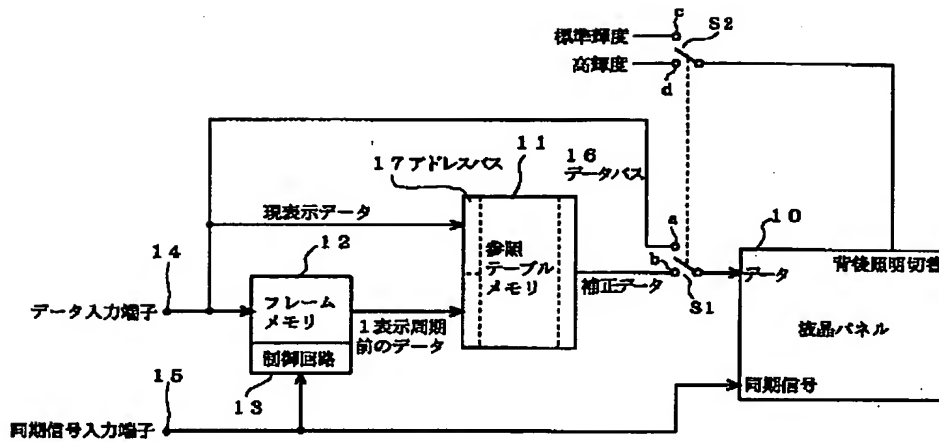 c
S2
標準輝度
高輝度
d
11
17アドレスバス
16
データバス
現表示データ
12
14
参照
テーブル
メモリ
a
10
b
データ
背後照明切替
補正データ
S1
データ入力端子
フレーム
メモリ
1表示周期
前のデータ
液晶パネル
制御回路
15
13
同期信号
同期信号入力端子